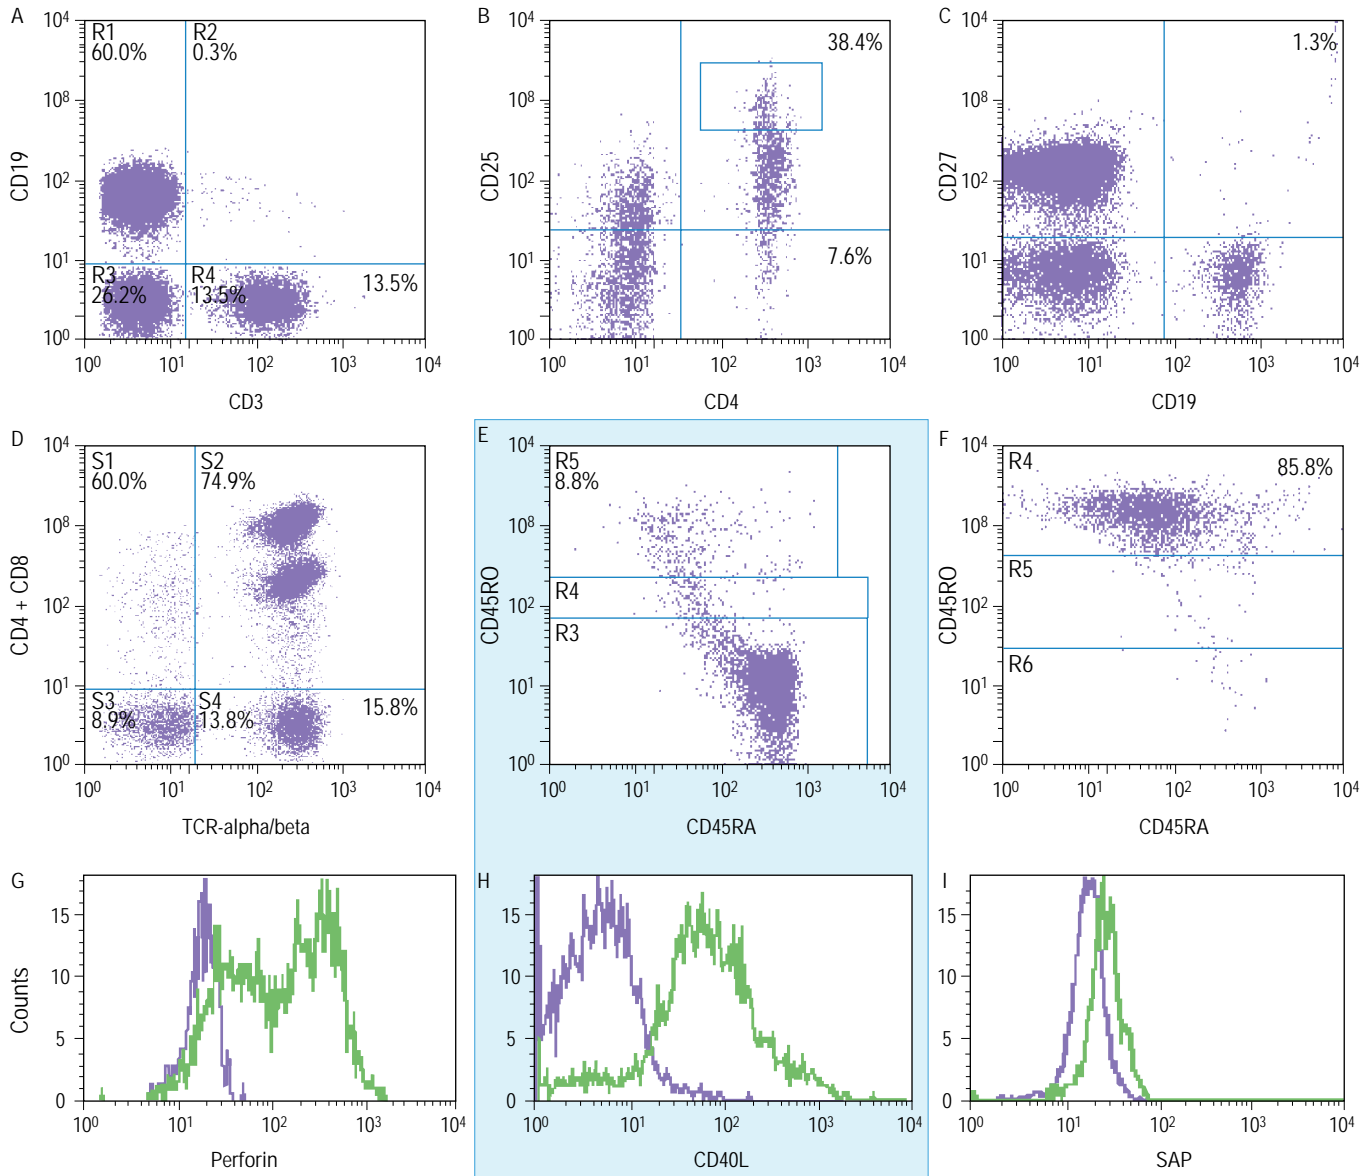 A
R1
60.0%
R2
0.3%
R3
26.2%
R4
13.5%
13.5%
CD19
10⁴
10⁸
10²
10¹
10⁰
10⁰ 10¹ 10² 10³ 10⁴
CD3
B
38.4%
7.6%
CD25
10⁴
10⁸
10²
10¹
10⁰
10⁰ 10¹ 10² 10³ 10⁴
CD4
C
1.3%
CD27
10⁴
10⁸
10²
10¹
10⁰
10⁰ 10¹ 10² 10³ 10⁴
CD19
D
S1
60.0%
S2
74.9%
S3
8.9%
S4
13.8%
15.8%
CD4 + CD8
10⁴
10⁸
10²
10¹
10⁰
10⁰ 10¹ 10² 10³ 10⁴
TCR-alpha/beta
E
R5
8.8%
R4
R3
CD45RO
10⁴
10⁸
10²
10¹
10⁰
10⁰ 10¹ 10² 10³ 10⁴
CD45RA
F
R4
85.8%
R5
R6
CD45RO
10⁴
10⁸
10²
10¹
10⁰
10⁰ 10¹ 10² 10³ 10⁴
CD45RA
G
Counts
15
10
5
0
10⁰ 10¹ 10² 10³ 10⁴
Perforin
H
15
10
5
0
10⁰ 10¹ 10² 10³ 10⁴
CD40L
I
15
10
5
0
10⁰ 10¹ 10² 10³ 10⁴
SAP